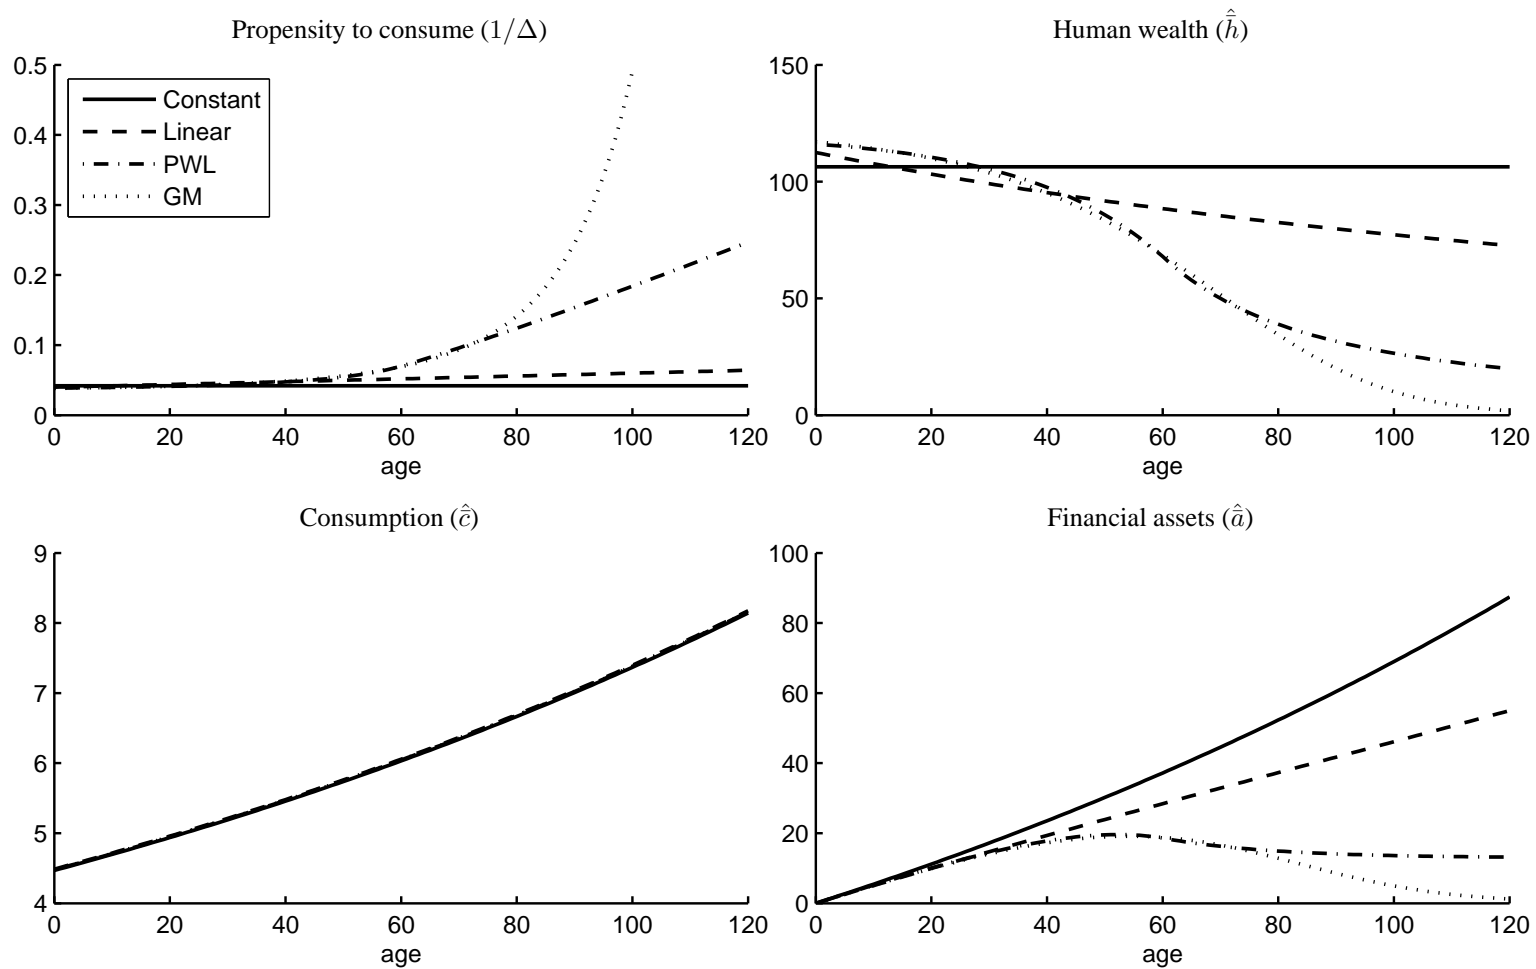 Propensity to consume (1/Δ)
0.5
0.4
0.3
0.2
0.1
0
Constant
Linear
PWL
GM
0 20 40 60 80 100 120
age
Human wealth (ĥ̄)
150
100
50
0
0 20 40 60 80 100 120
age
Consumption (ĉ̄)
9
8
7
6
5
4
0 20 40 60 80 100 120
age
Financial assets (â̄)
100
80
60
40
20
0
0 20 40 60 80 100 120
age